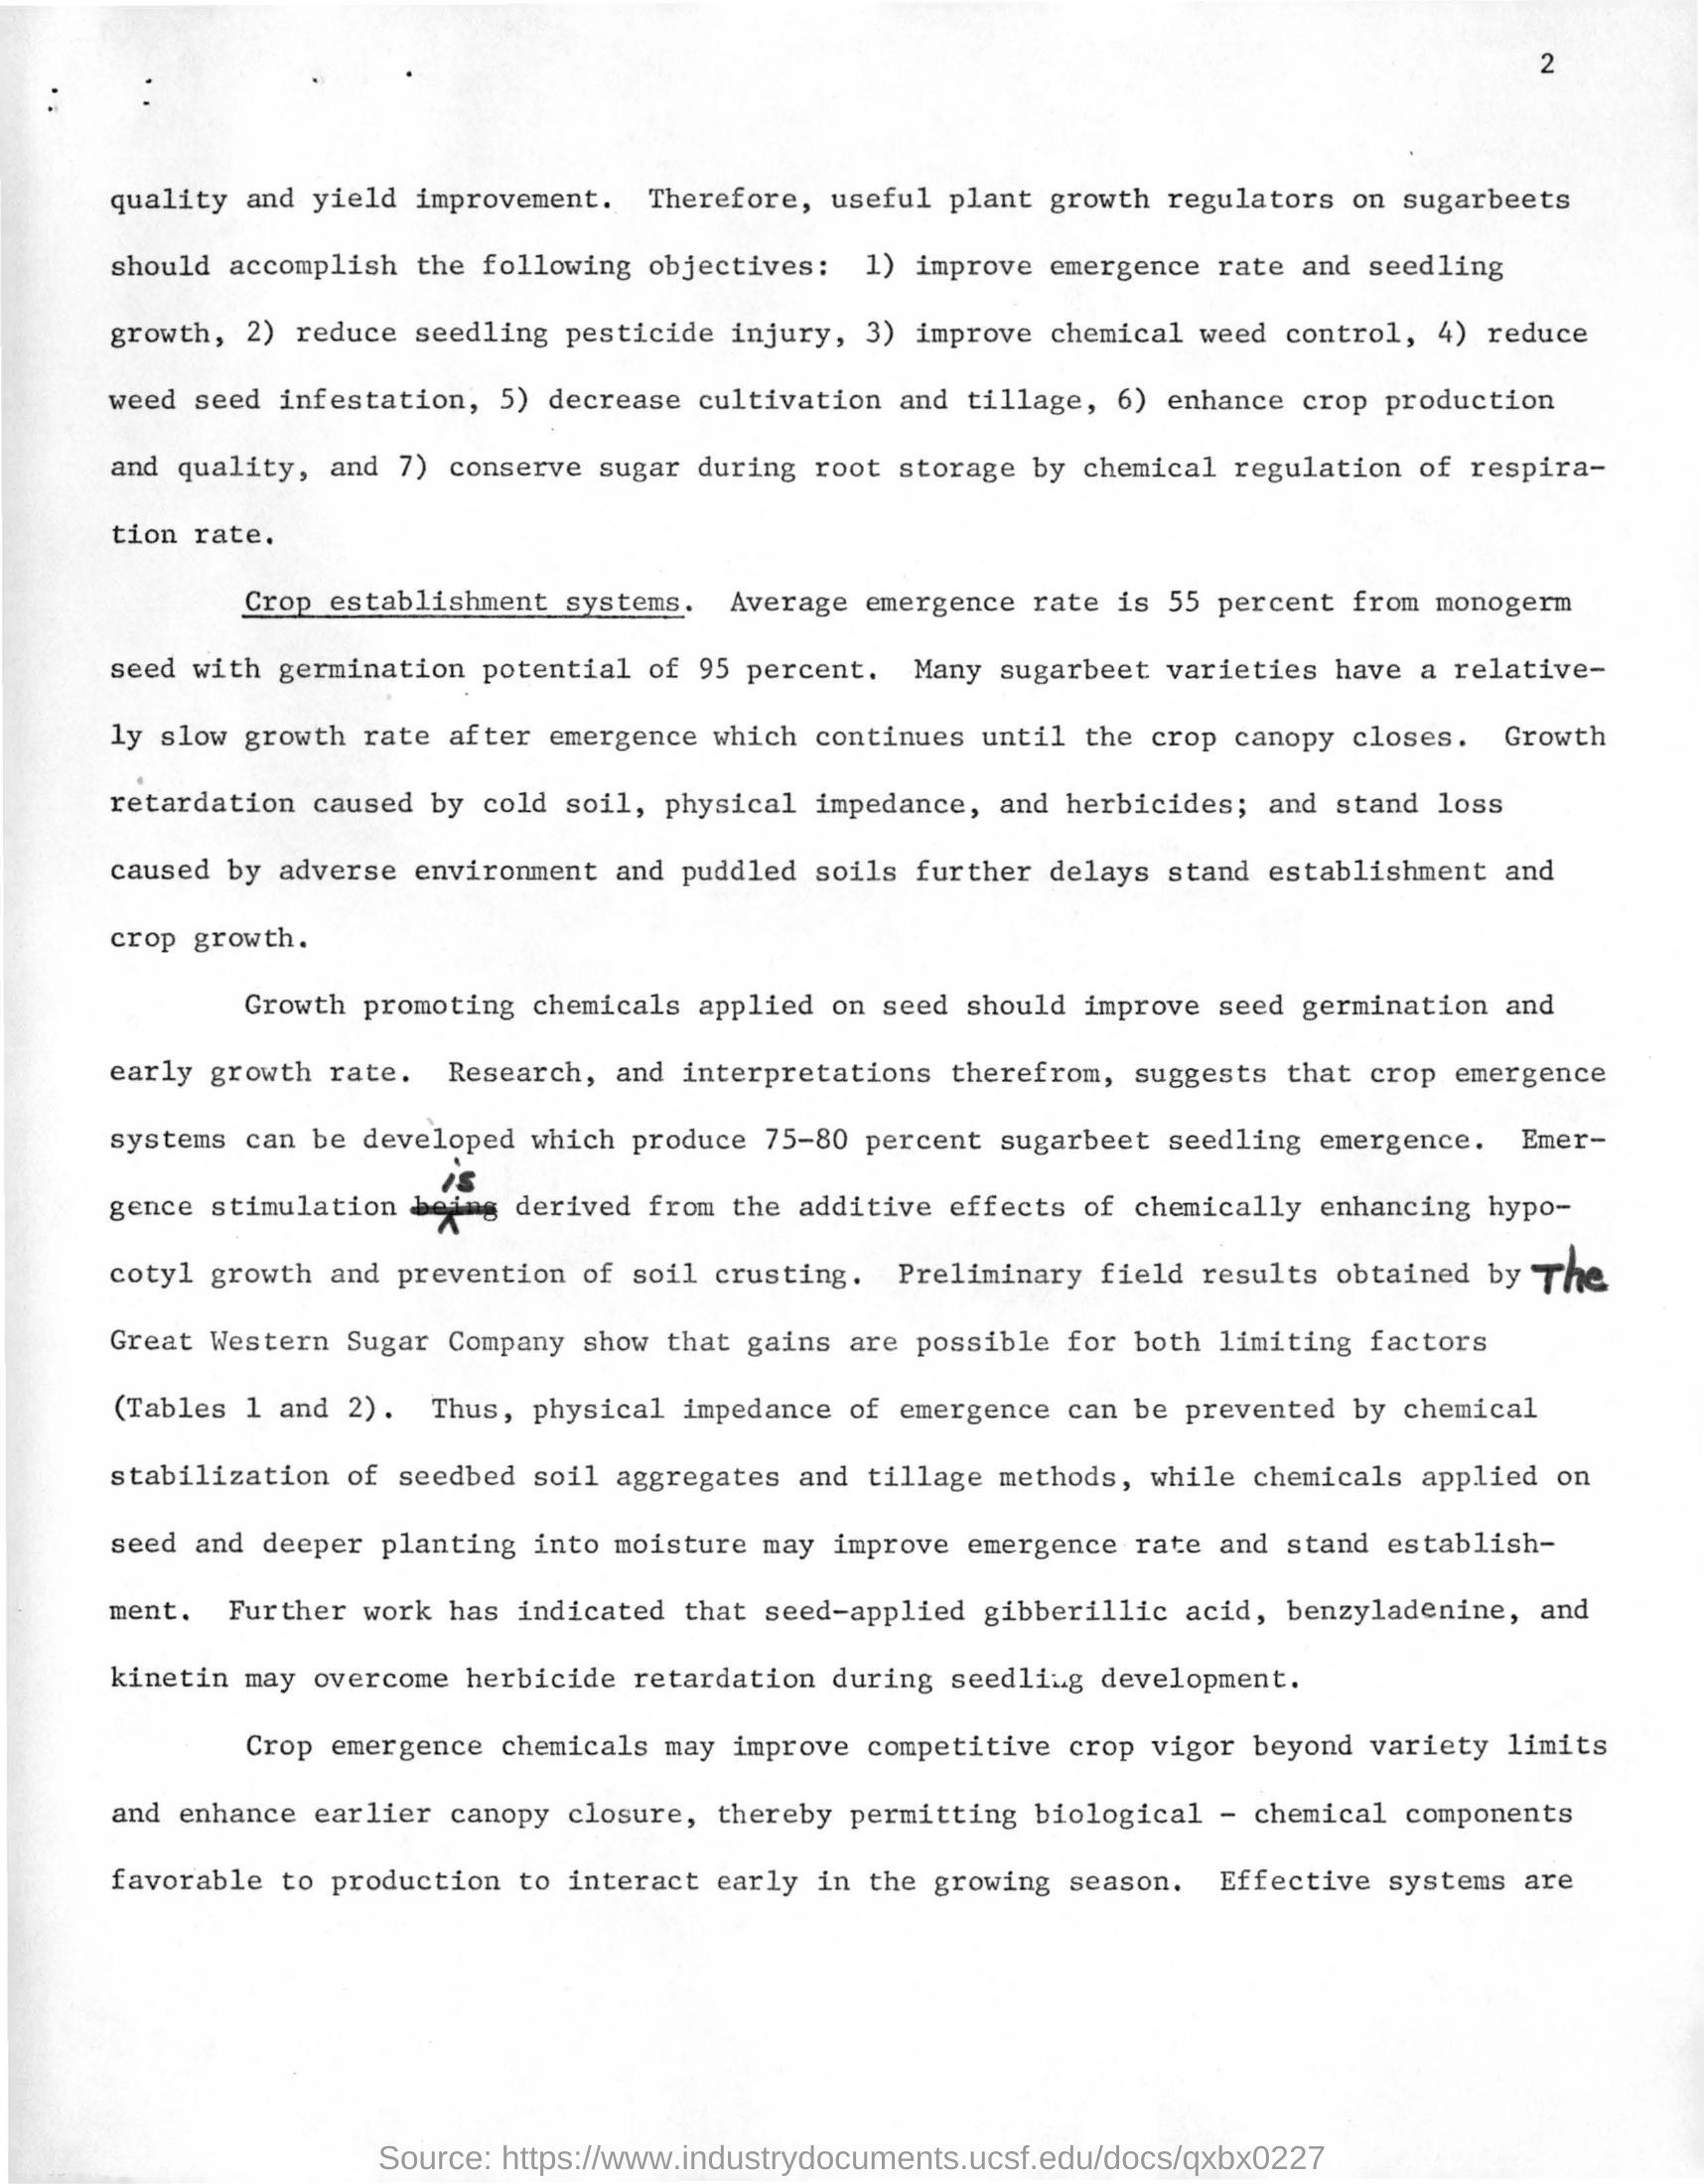 2
quality and yield improvement. Therefore, useful plant growth regulators on sugarbeets
should accomplish the following objectives: 1) improve emergence rate and seedling
growth, 2) reduce seedling pesticide injury, 3) improve chemical weed control, 4) reduce
weed seed infestation, 5) decrease cultivation and tillage, 6) enhance crop production
and quality, and 7) conserve sugar during root storage by chemical regulation of respira-
tion rate.
Crop establishment systems. Average emergence rate is 55 percent from monogerm
seed with germination potential of 95 percent. Many sugarbeet varieties have a relative-
ly slow growth rate after emergence which continues until the crop canopy closes. Growth
retardation caused by cold soil, physical impedance, and herbicides; and stand loss
caused by adverse environment and puddled soils further delays stand establishment and
crop growth.
Growth promoting chemicals applied on seed should improve seed germination and
early growth rate. Research, and interpretations therefrom, suggests that crop emergence
systems can be developed which produce 75-80 percent sugarbeet seedling emergence. Emer-
is
gence stimulation being derived from the additive effects of chemically enhancing hypo-
cotyl growth and prevention of soil crusting. Preliminary field results obtained by The
Great Western Sugar Company show that gains are possible for both limiting factors
(Tables 1 and 2). Thus, physical impedance of emergence can be prevented by chemical
stabilization of seedbed soil aggregates and tillage methods, while chemicals applied on
seed and deeper planting into moisture may improve emergence rate and stand establish-
ment. Further work has indicated that seed-applied gibberillic acid, benzyladenine, and
kinetin may overcome herbicide retardation during seedling development.
Crop emergence chemicals may improve competitive crop vigor beyond variety limits
and enhance earlier canopy closure, thereby permitting biological - chemical components
favorable to production to interact early in the growing season. Effective systems are
Source: https://www.industrydocuments.ucsf.edu/docs/qxbx0227